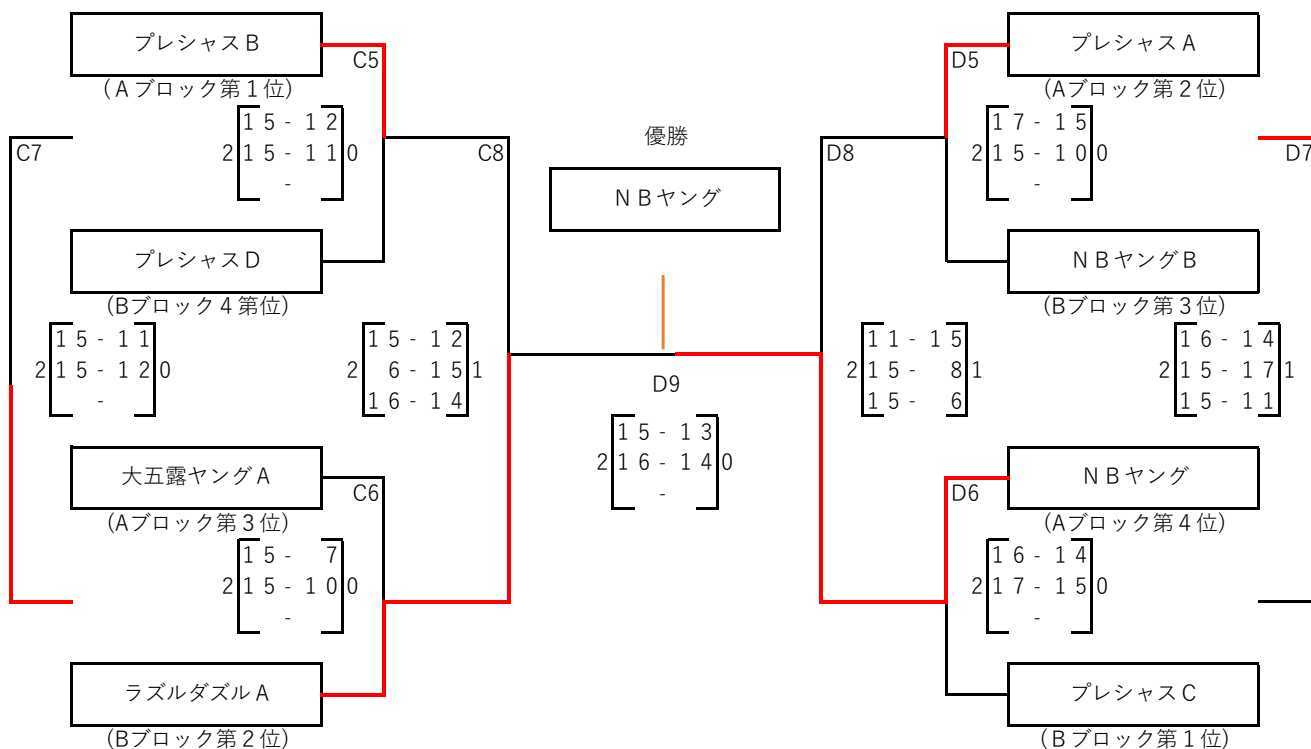 プレシャスＢ
C5
(Ａブロック第１位)
プレシャスＡ
D5
(Aブロック第２位)
C7
１５-１２
２１５-１１０
-
C8
優勝
ＮＢヤング
D8
１７-１５
２１５-１００
-
D7
プレシャスＤ
(Bブロック４第位)
ＮＢヤングＢ
(Bブロック第３位)
１５-１１
２１５-１２０
-
１５-１２
２ ６-１５１
１６-１４
D9
１５-１３
２１６-１４０
-
１１-１５
２１５- ８１
１５- ６
１６-１４
２１５-１７１
１５-１１
大五露ヤングＡ
C6
(Aブロック第３位)
ＮＢヤング
D6
(Aブロック第４位)
１５- ７
２１５-１００
-
１６-１４
２１７-１５０
-
ラズルダズルＡ
(Bブロック第２位)
プレシャスＣ
(Ｂブロック第１位)